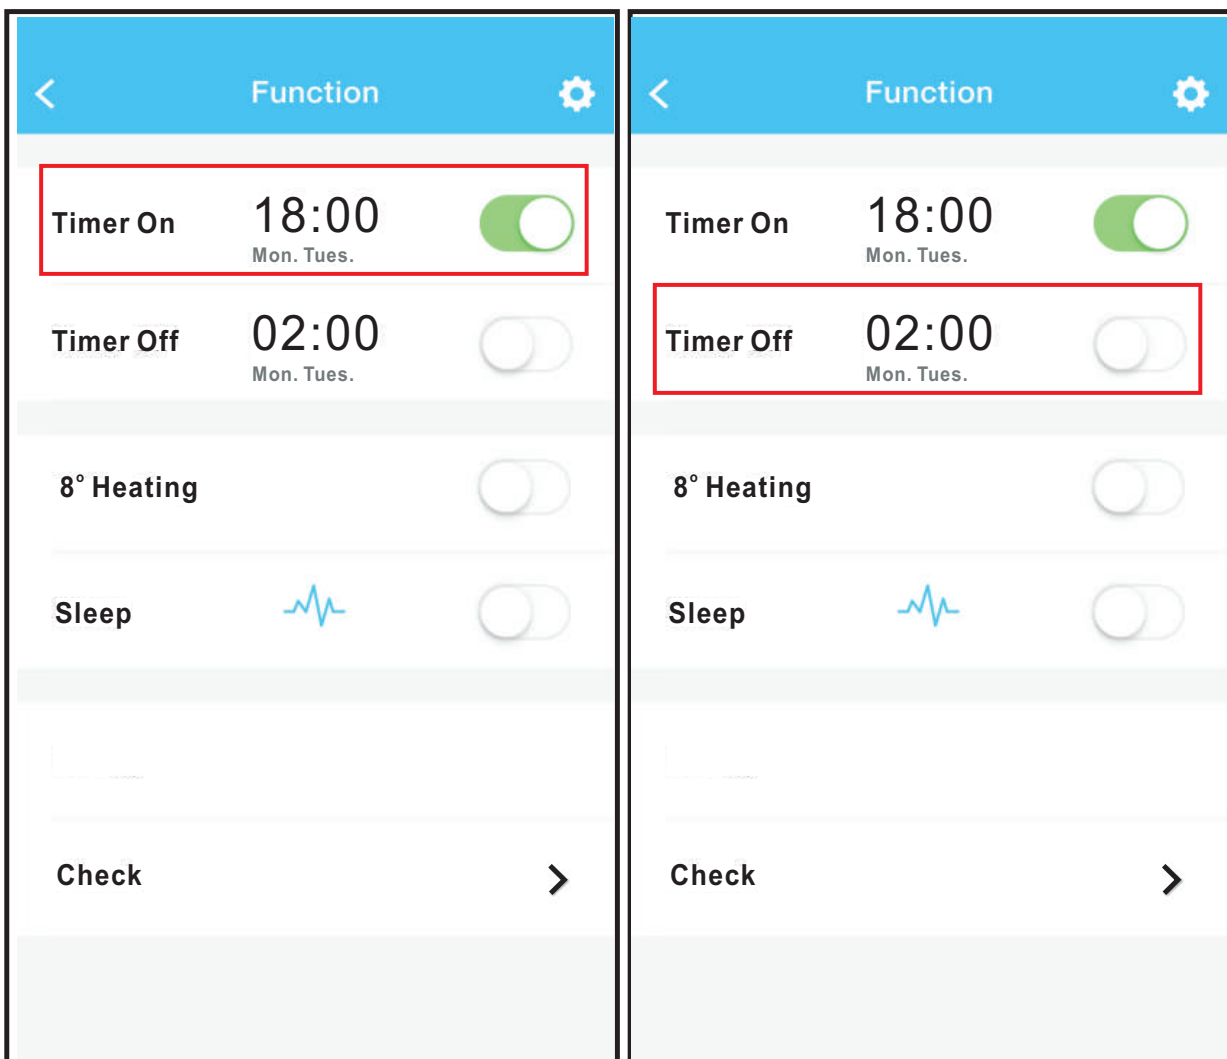 Function
Timer On 18:00
Mon. Tues.
Timer Off 02:00
Mon. Tues.
8° Heating
Sleep
Check
Function
Timer On 18:00
Mon. Tues.
Timer Off 02:00
Mon. Tues.
8° Heating
Sleep
Check